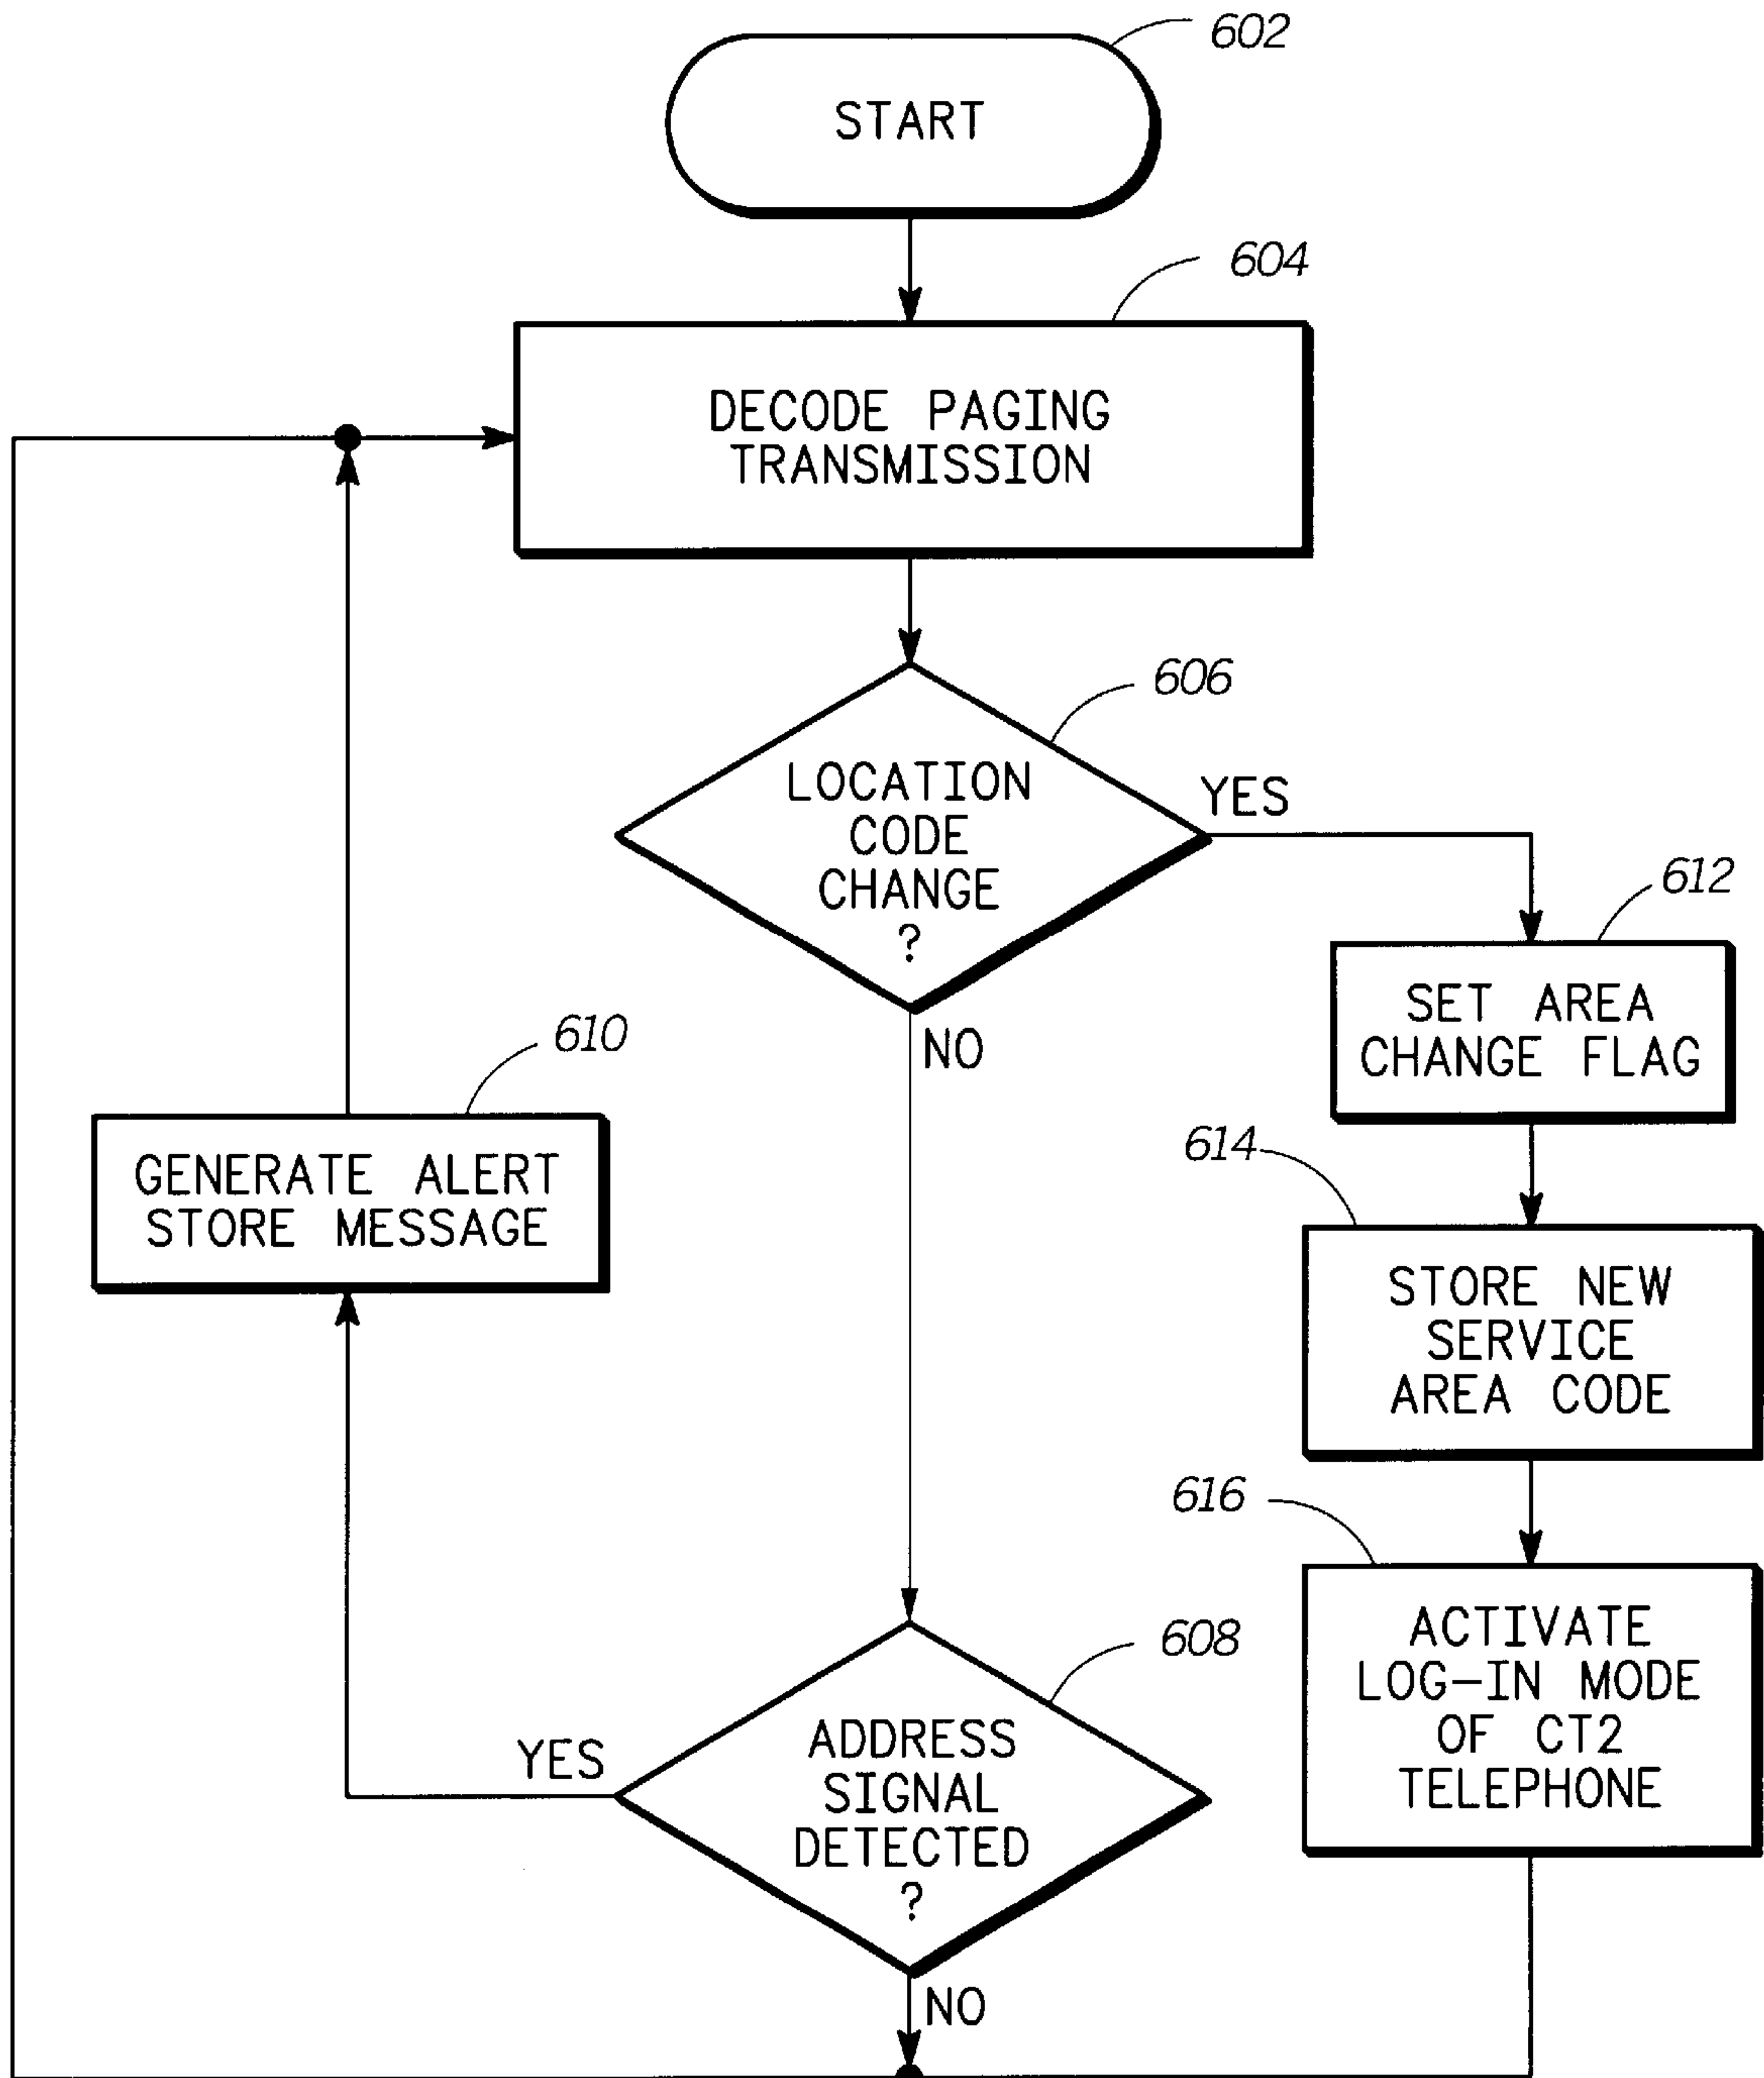 602
START
604
DECODE PAGING
TRANSMISSION
606
LOCATION
CODE
CHANGE
?
YES
NO
612
SET AREA
CHANGE FLAG
610
GENERATE ALERT
STORE MESSAGE
614
STORE NEW
SERVICE
AREA CODE
616
ACTIVATE
LOG-IN MODE
OF CT2
TELEPHONE
608
ADDRESS
SIGNAL
DETECTED
?
YES
NO